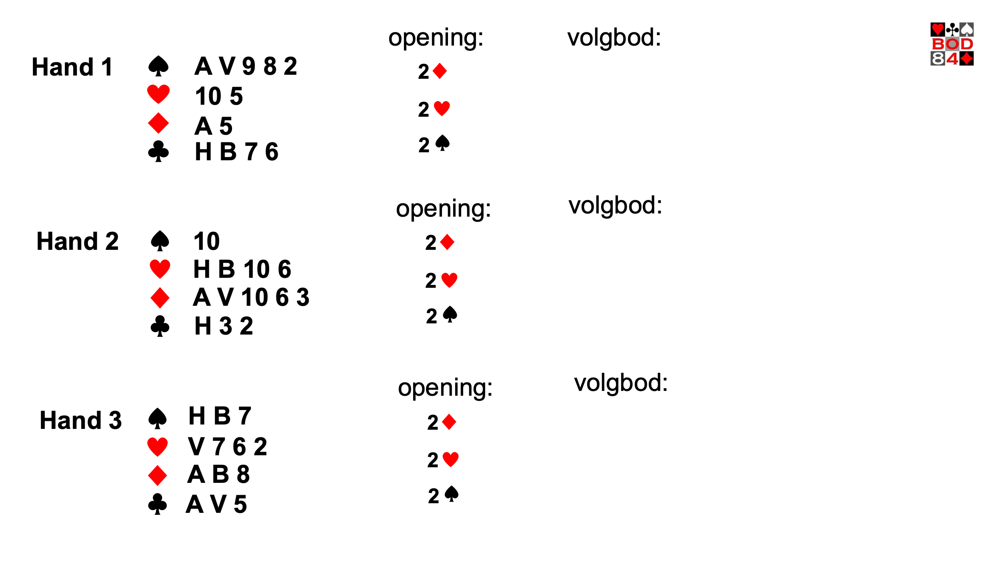 opening: volgbod:
Hand 1 ♠ A V 9 8 2
♥ 10 5
♦ A 5
♣ H B 7 6
2♦
2♥
2♠
BOD
84
opening: volgbod:
Hand 2 ♠ 10
♥ H B 10 6
♦ A V 10 6 3
♣ H 3 2
2♦
2♥
2♠
opening: volgbod:
Hand 3 ♠ H B 7
♥ V 7 6 2
♦ A B 8
♣ A V 5
2♦
2♥
2♠